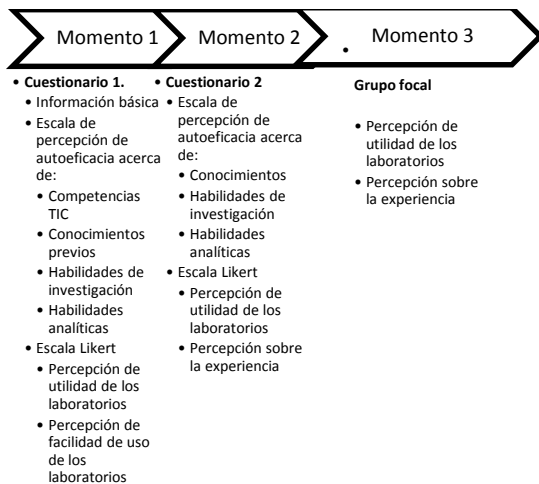 Momento 1
Momento 2
•
Momento 3
• Cuestionario 1.
• Información básica
• Escala de
percepción de
autoeficacia acerca
de:
• Competencias
TIC
• Conocimientos
previos
• Habilidades de
investigación
• Habilidades
analíticas
• Escala Likert
• Percepción de
utilidad de los
laboratorios
• Percepción de
facilidad de uso
de los
laboratorios
• Cuestionario 2
• Escala de
percepción de
autoeficacia acerca
de:
• Conocimientos
• Habilidades de
investigación
• Habilidades
analíticas
• Escala Likert
• Percepción de
utilidad de los
laboratorios
• Percepción sobre
la experiencia
Grupo focal
• Percepción de
utilidad de los
laboratorios
• Percepción sobre
la experiencia